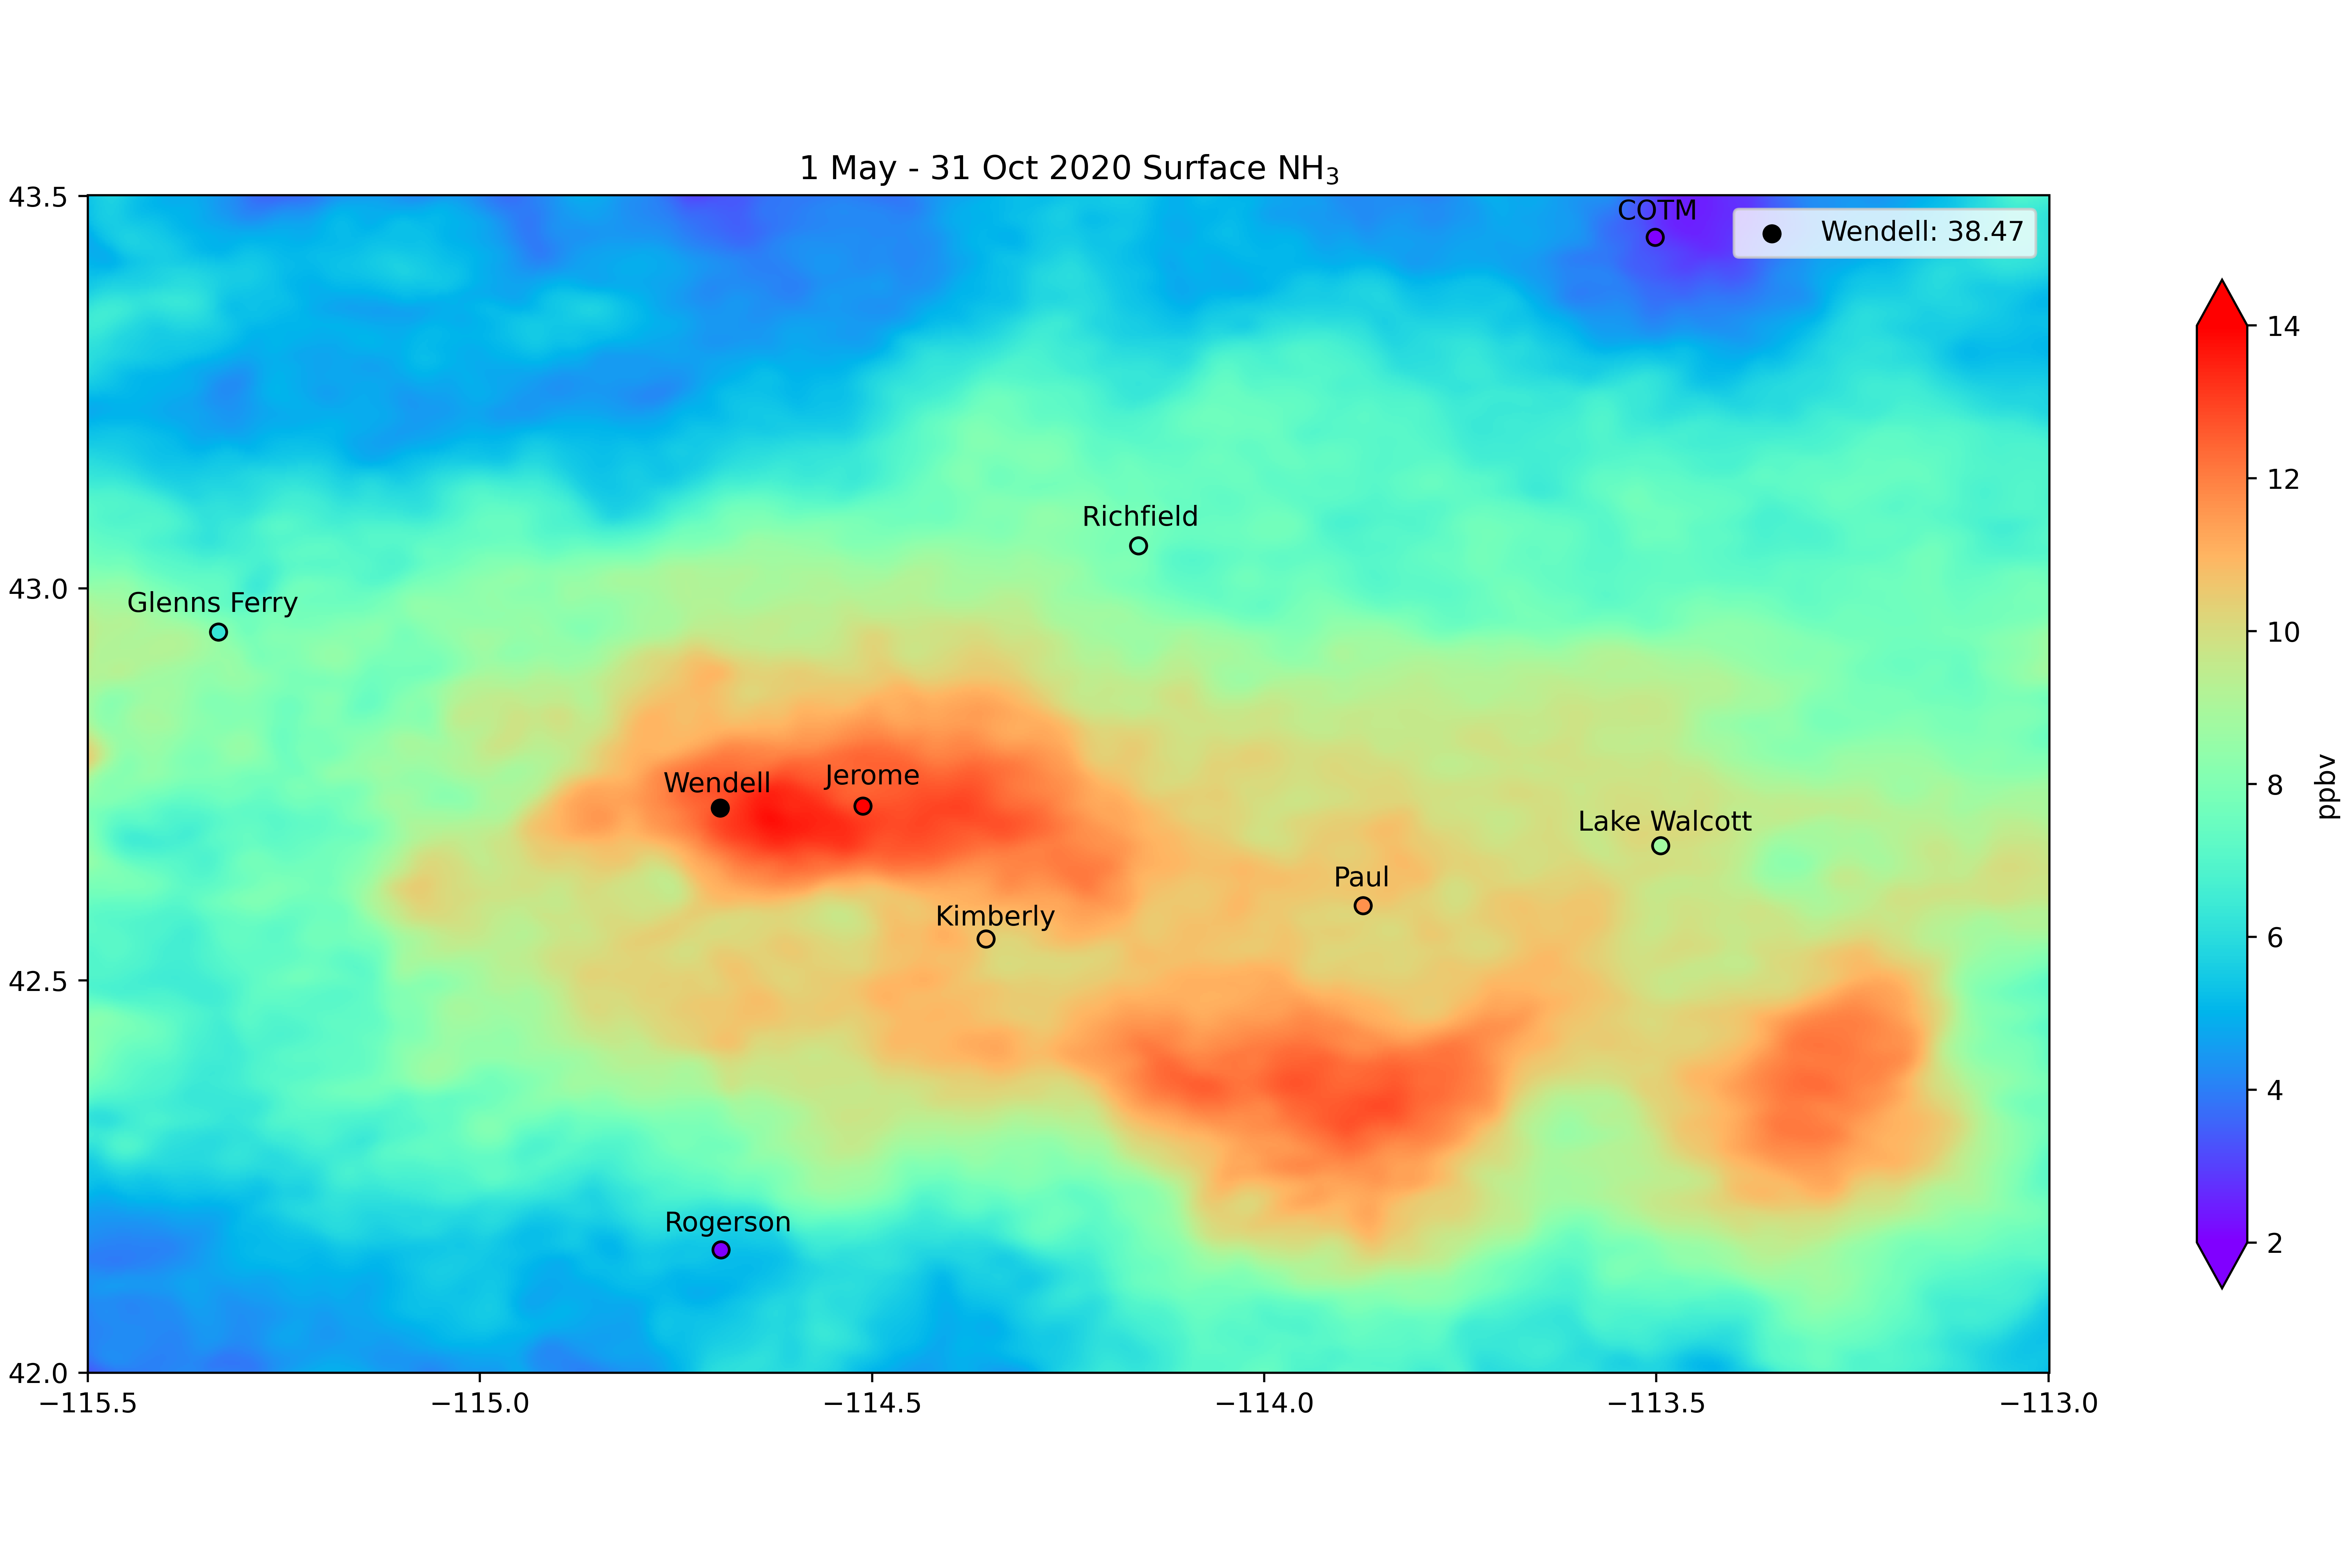 1 May - 31 Oct 2020 Surface NH₃
43.5
COTM
Wendell: 38.47
14
12
Richfield
43.0
Glenns Ferry
10
Wendell
Jerome
8
ppbv
Lake Walcott
Paul
Kimberly
6
42.5
4
Rogerson
2
42.0
−115.5
−115.0
−114.5
−114.0
−113.5
−113.0